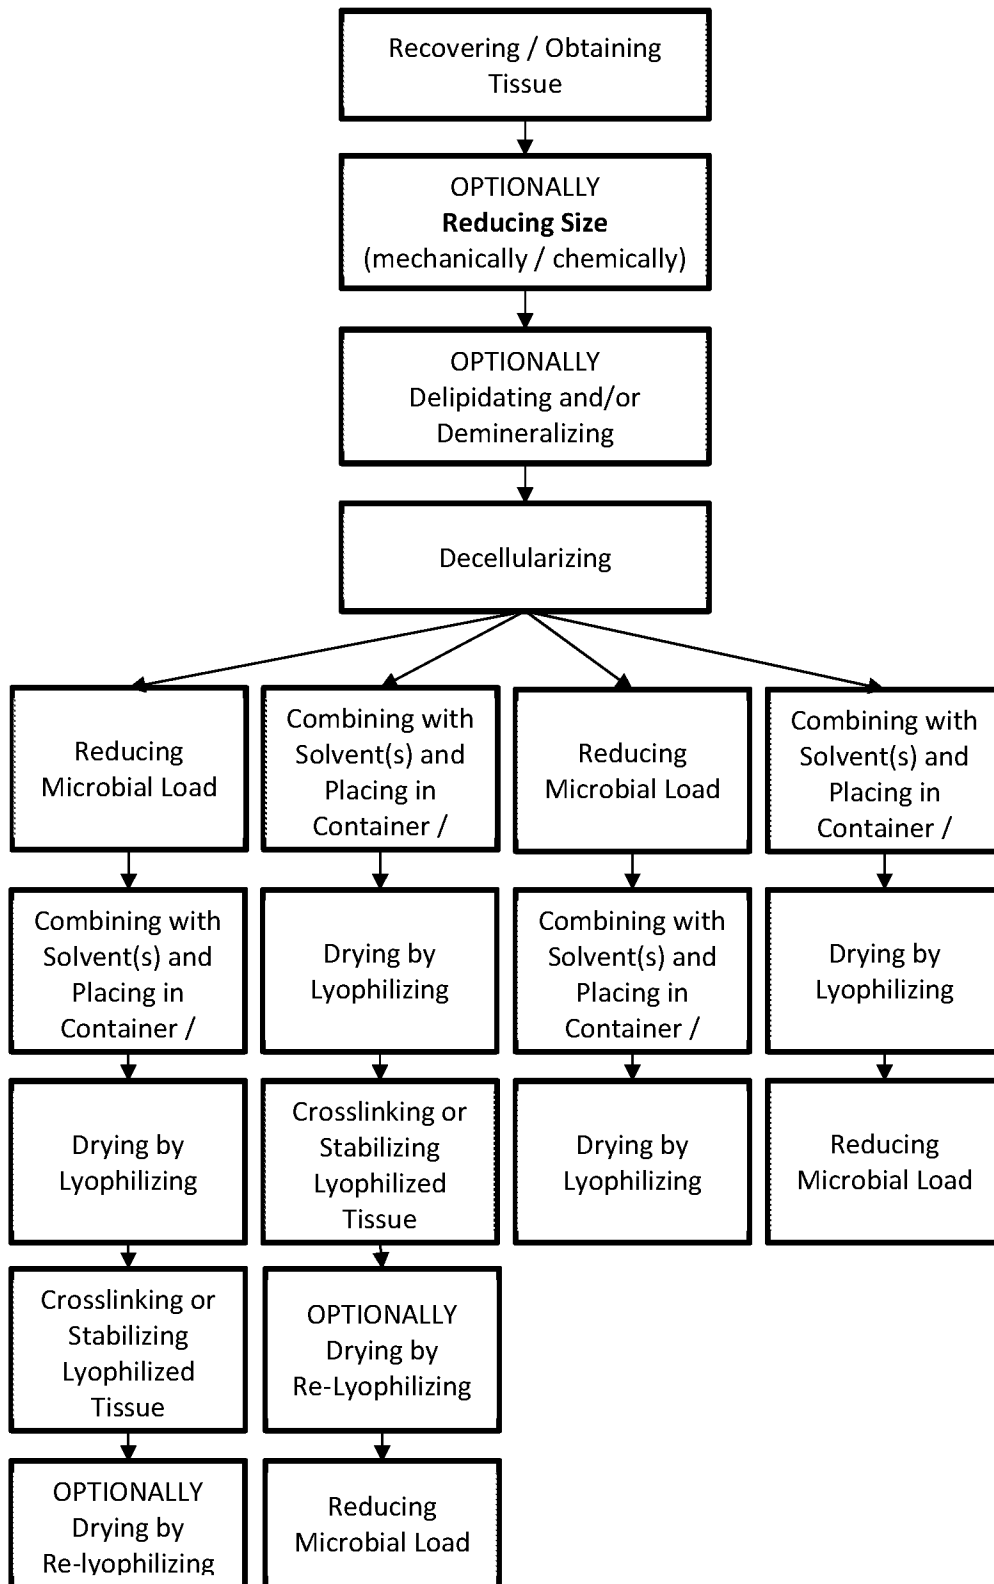 Recovering / Obtaining
Tissue
OPTIONALLY
Reducing Size
(mechanically / chemically)
OPTIONALLY
Delipidating and/or
Demineralizing
Decellularizing
Reducing
Microbial Load
Combining with
Solvent(s) and
Placing in
Container /
Reducing
Microbial Load
Combining with
Solvent(s) and
Placing in
Container /
Combining with
Solvent(s) and
Placing in
Container /
Drying by
Lyophilizing
Combining with
Solvent(s) and
Placing in
Container /
Drying by
Lyophilizing
Drying by
Lyophilizing
Crosslinking or
Stabilizing
Lyophilized
Tissue
Drying by
Lyophilizing
Reducing
Microbial Load
Crosslinking or
Stabilizing
Lyophilized
Tissue
OPTIONALLY
Drying by
Re-Lyophilizing
OPTIONALLY
Drying by
Re-lyophilizing
Reducing
Microbial Load